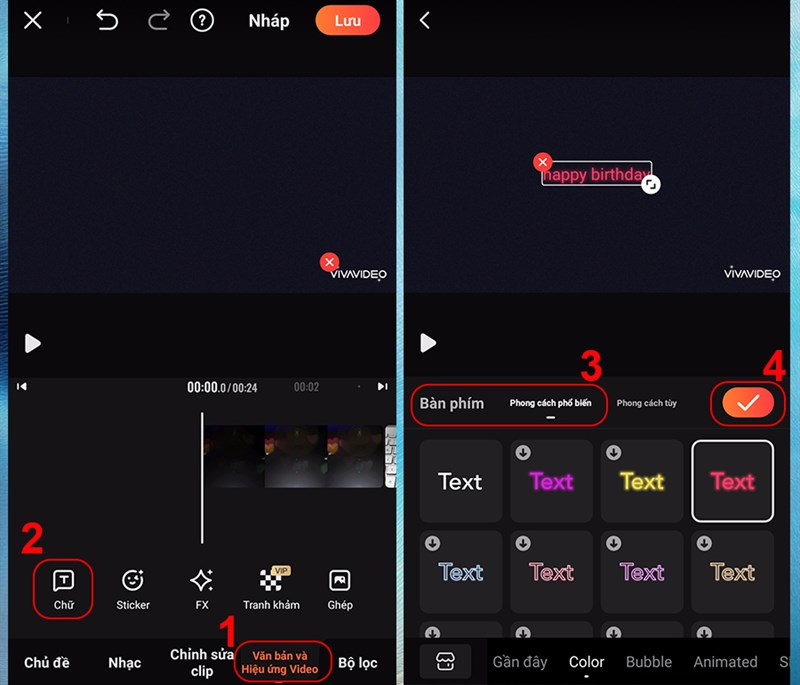 Nháp
Lưu
VIVAVIDEO
00:00.0/00:24
00:02
2
Chữ
Sticker
FX
VIP
Tranh khảm
Ghép
1
Chủ đề
Nhạc
Chỉnh sửa
clip
Văn bản và
Hiệu ứng Video
Bộ lọc
happy birthday
VIVAVIDEO
3
4
Bàn phím
Phong cách phổ biến
Phong cách tùy
Text
Text
Text
Text
Text
Text
Text
Text
Gần đây
Color
Bubble
Animated